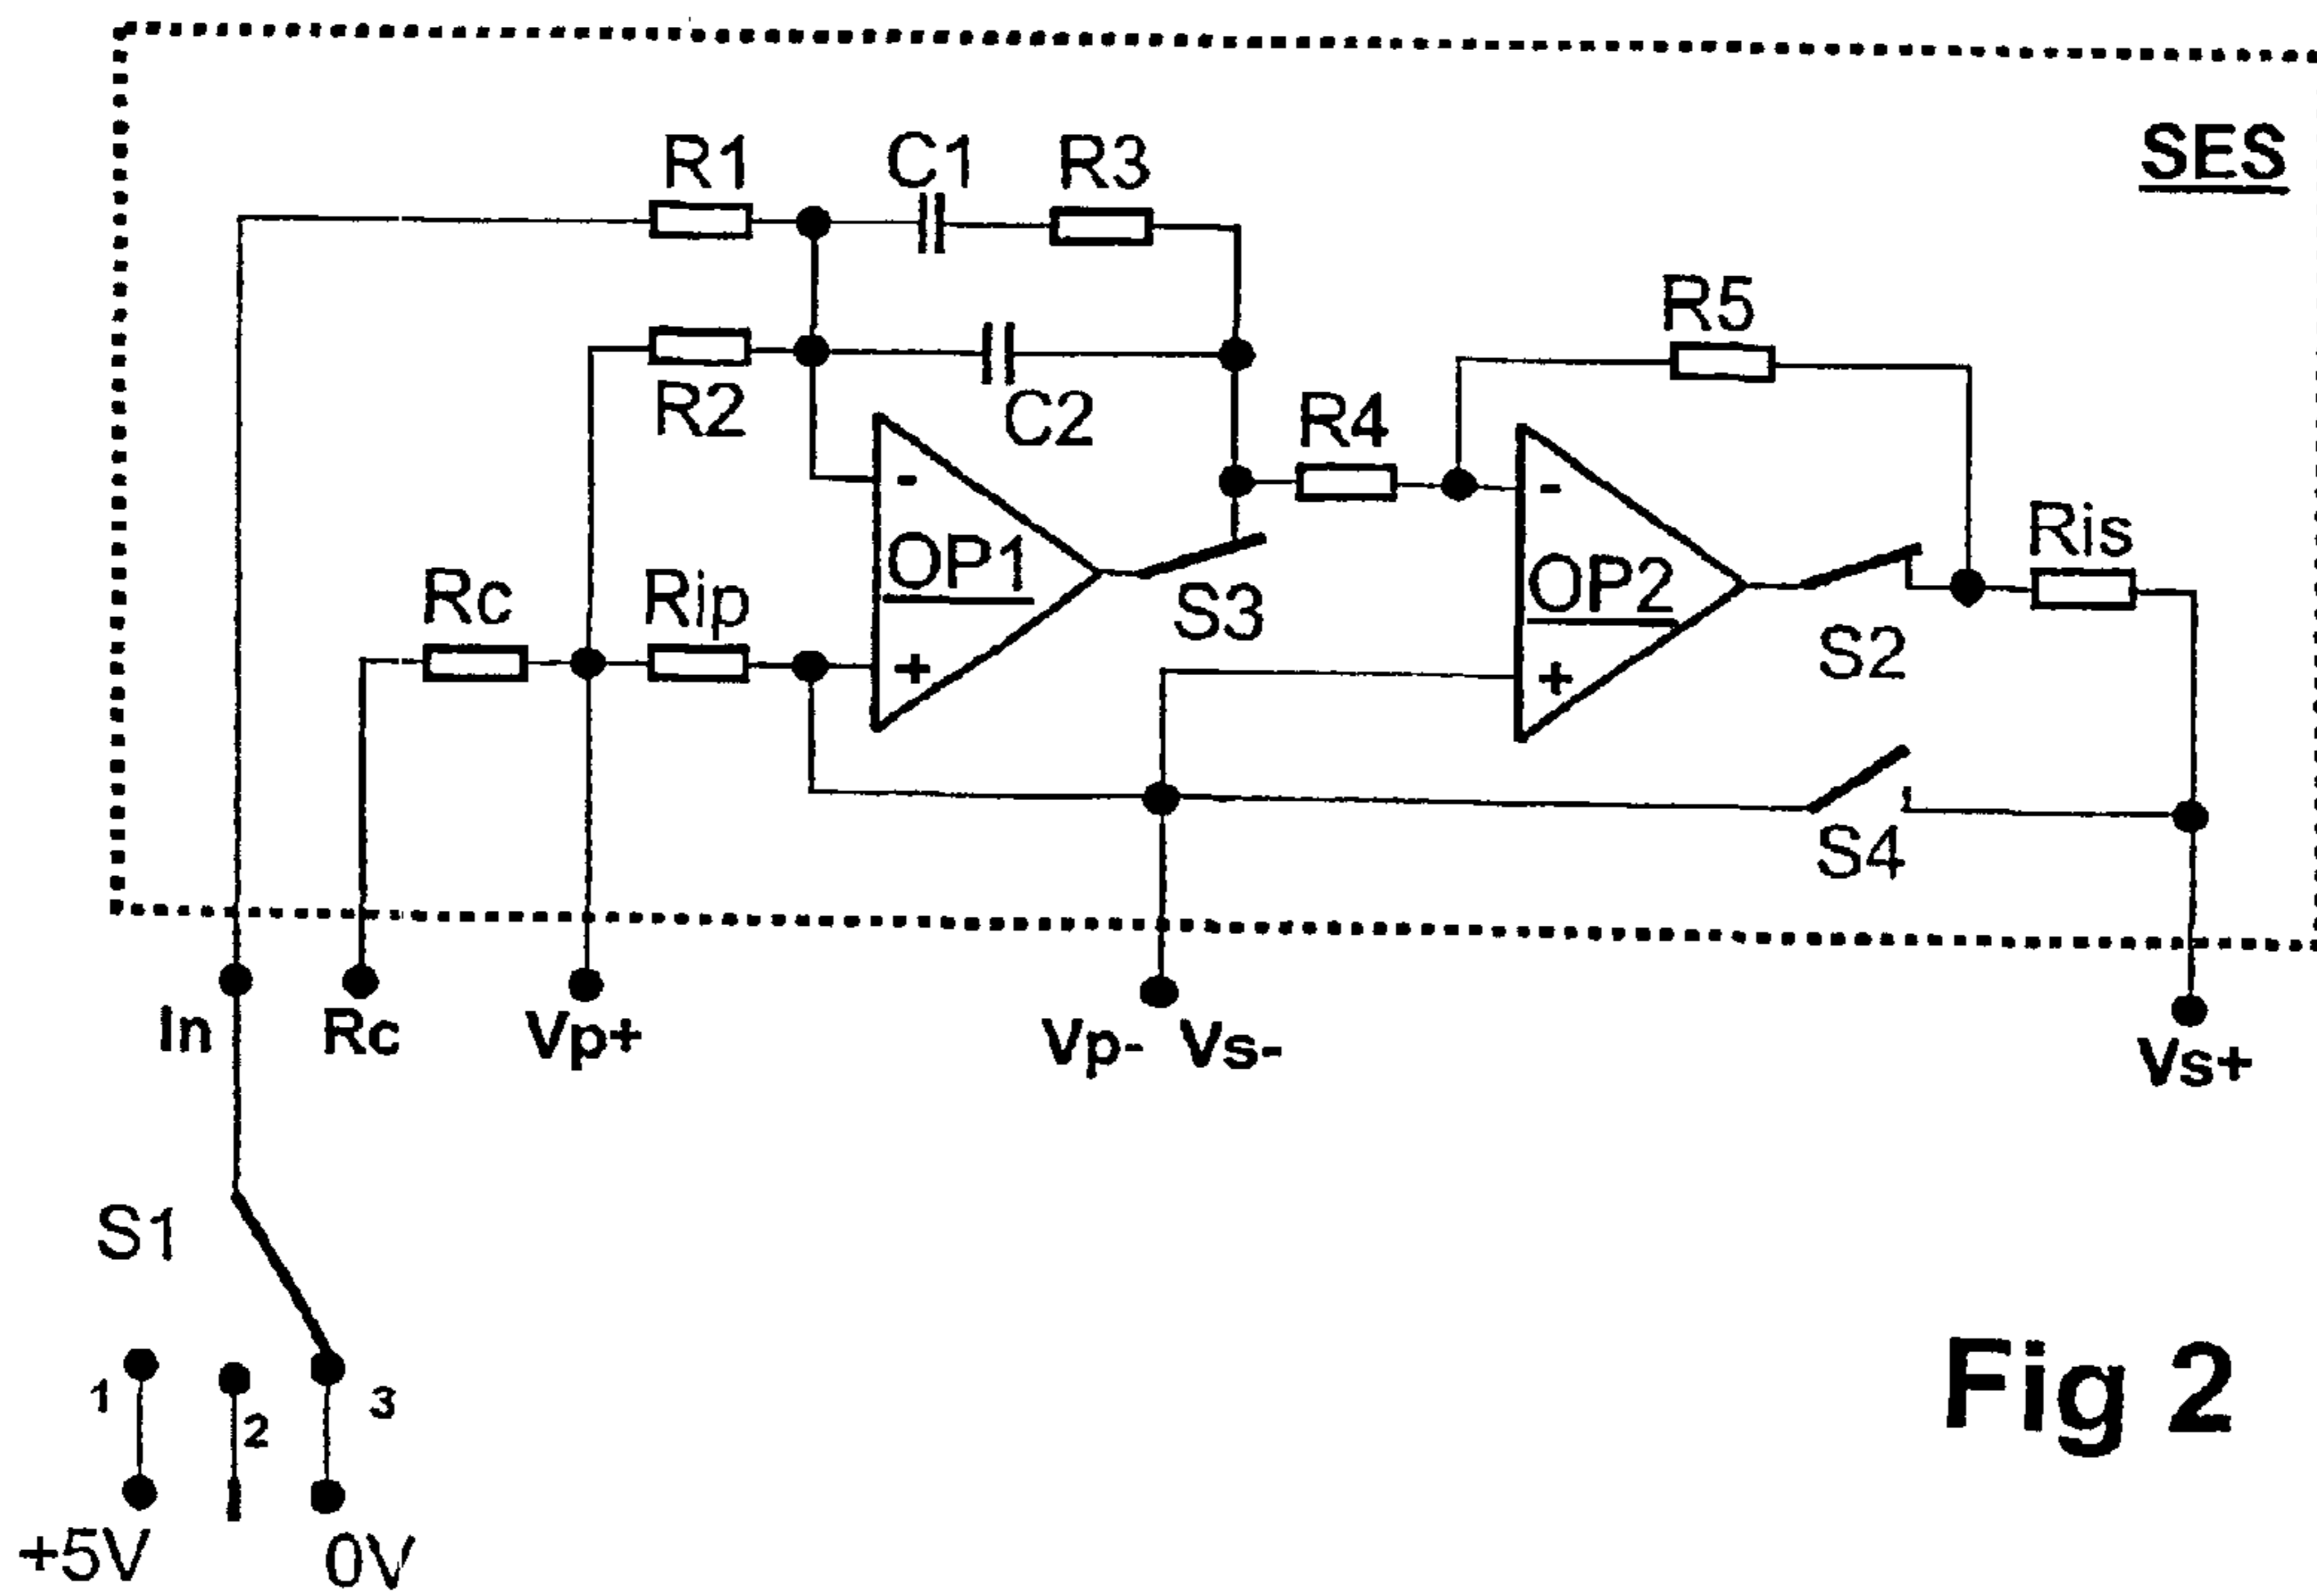 SES
R1
C1
R3
R5
R2
C2
R4
-
-
Ris
OP1
OP2
Rc
Rip
S3
S2
+
+
S4
In
Rc
Vp+
Vp- Vs-
Vs+
S1
1
2
3
+5V
0V
Fig 2